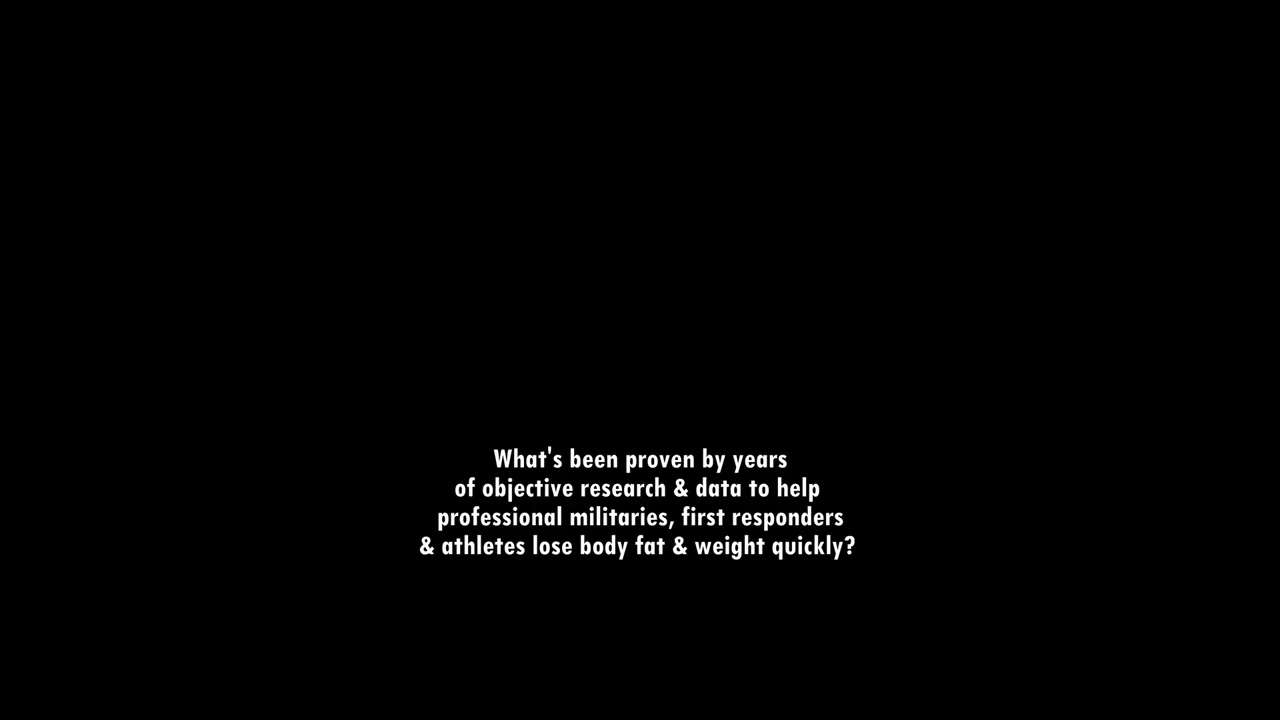 What's been proven by years
of objective research & data to help
professional militaries, first responders
& athletes lose body fat & weight quickly?